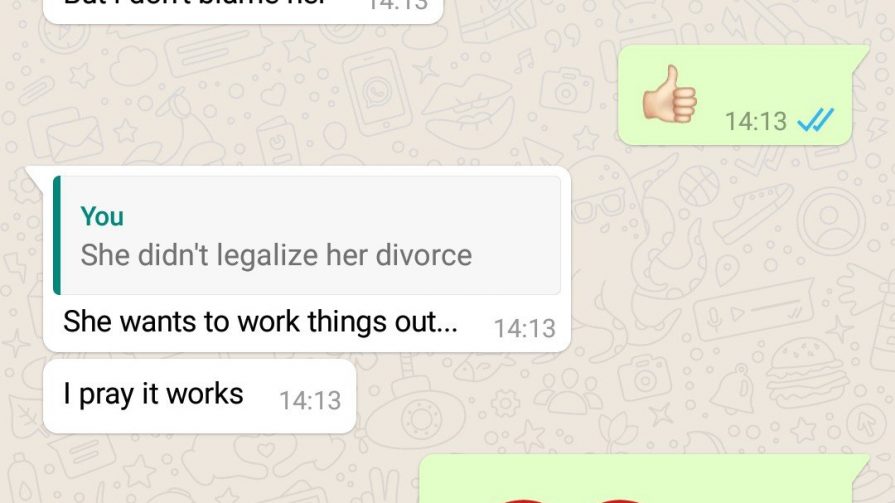 But I don't blame her 14:13
👍🏻 14:13
You
She didn't legalize her divorce
She wants to work things out... 14:13
I pray it works 14:13